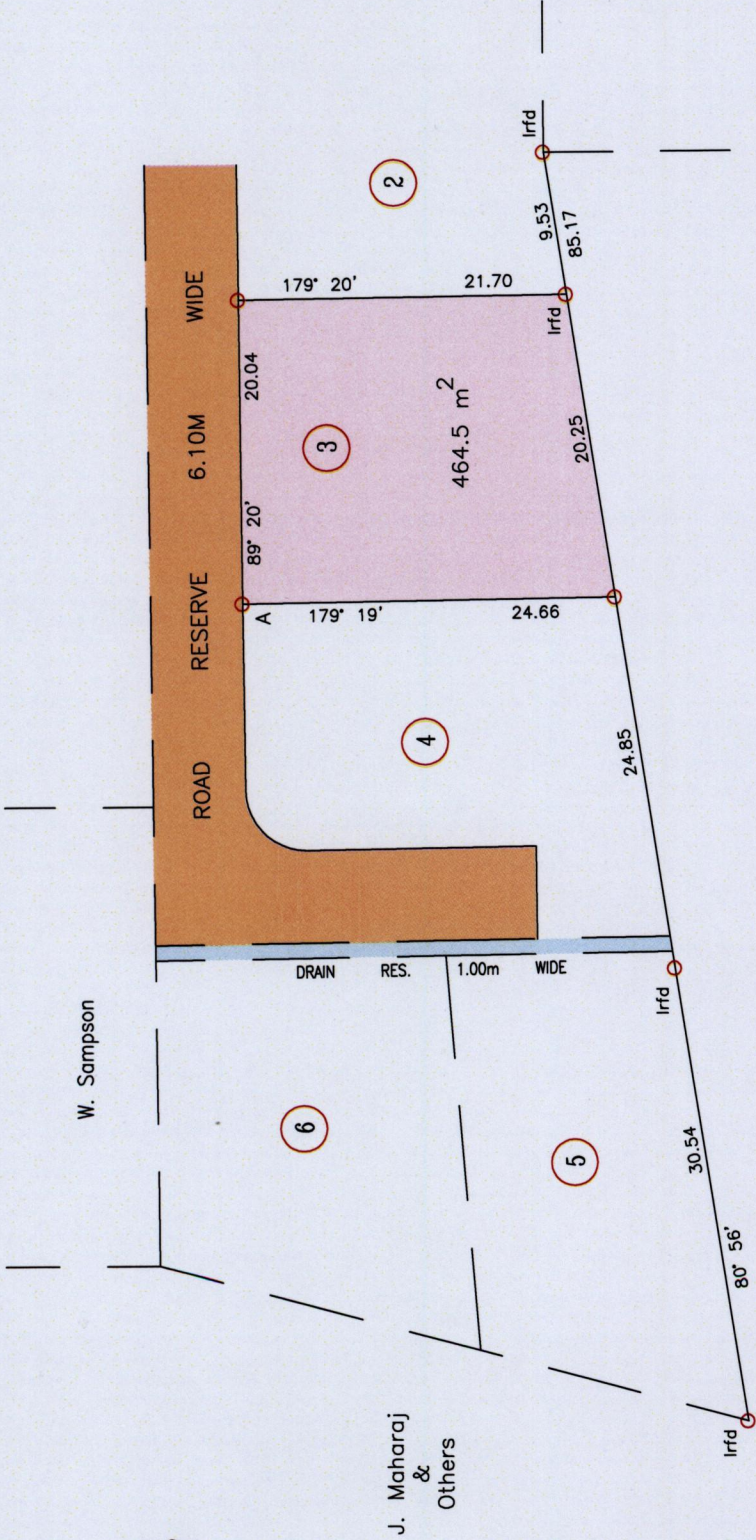 W. Sampson
J. Maharaj
&
Others
ROAD RESERVE 6.10M WIDE
DRAIN RES. 1.00m WIDE
6
5
4
3
2
A
89° 20' 20.04
179° 19' 24.66
179° 20' 21.70
464.5 m²
Irfd
80° 56' 30.54
Irfd
24.85
20.25
Irfd
9.53
85.17
Irfd